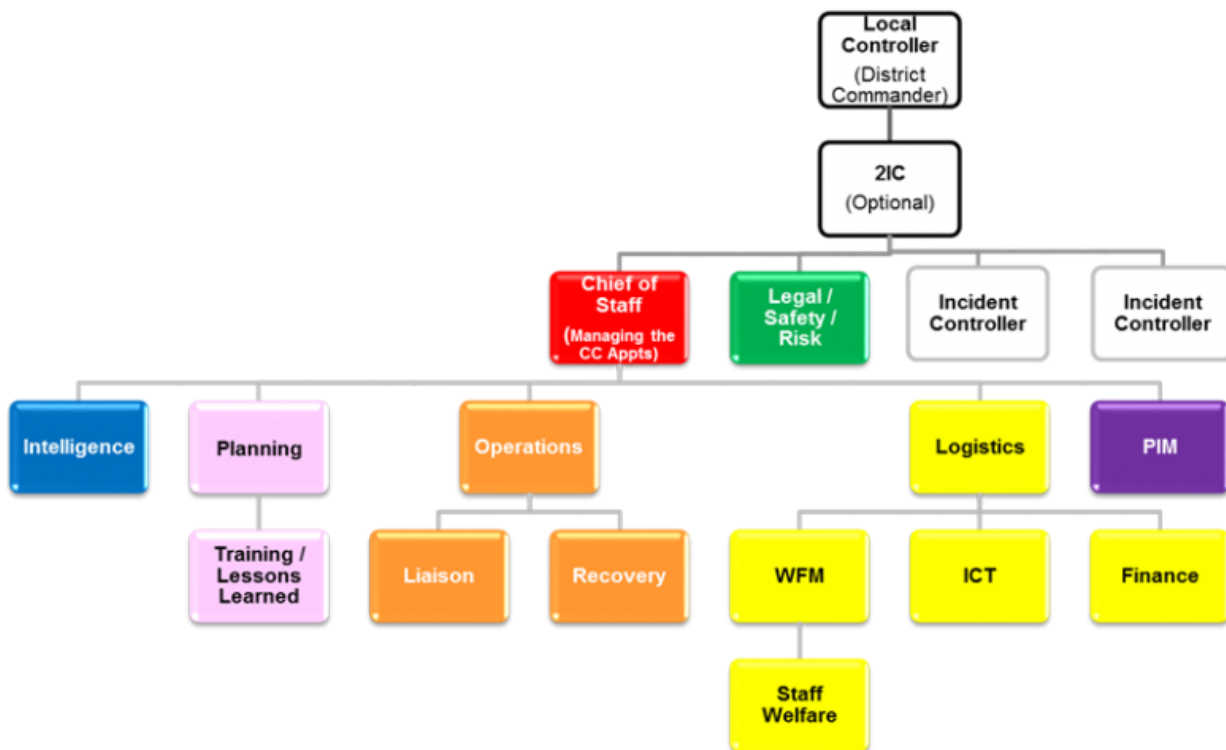 Local
Controller
(District
Commander)
2IC
(Optional)
Chief of
Staff
(Managing the
CC Appts)
Legal /
Safety /
Risk
Incident
Controller
Incident
Controller
Intelligence
Planning
Operations
Logistics
PIM
Training /
Lessons
Learned
Liaison
Recovery
WFM
ICT
Finance
Staff
Welfare